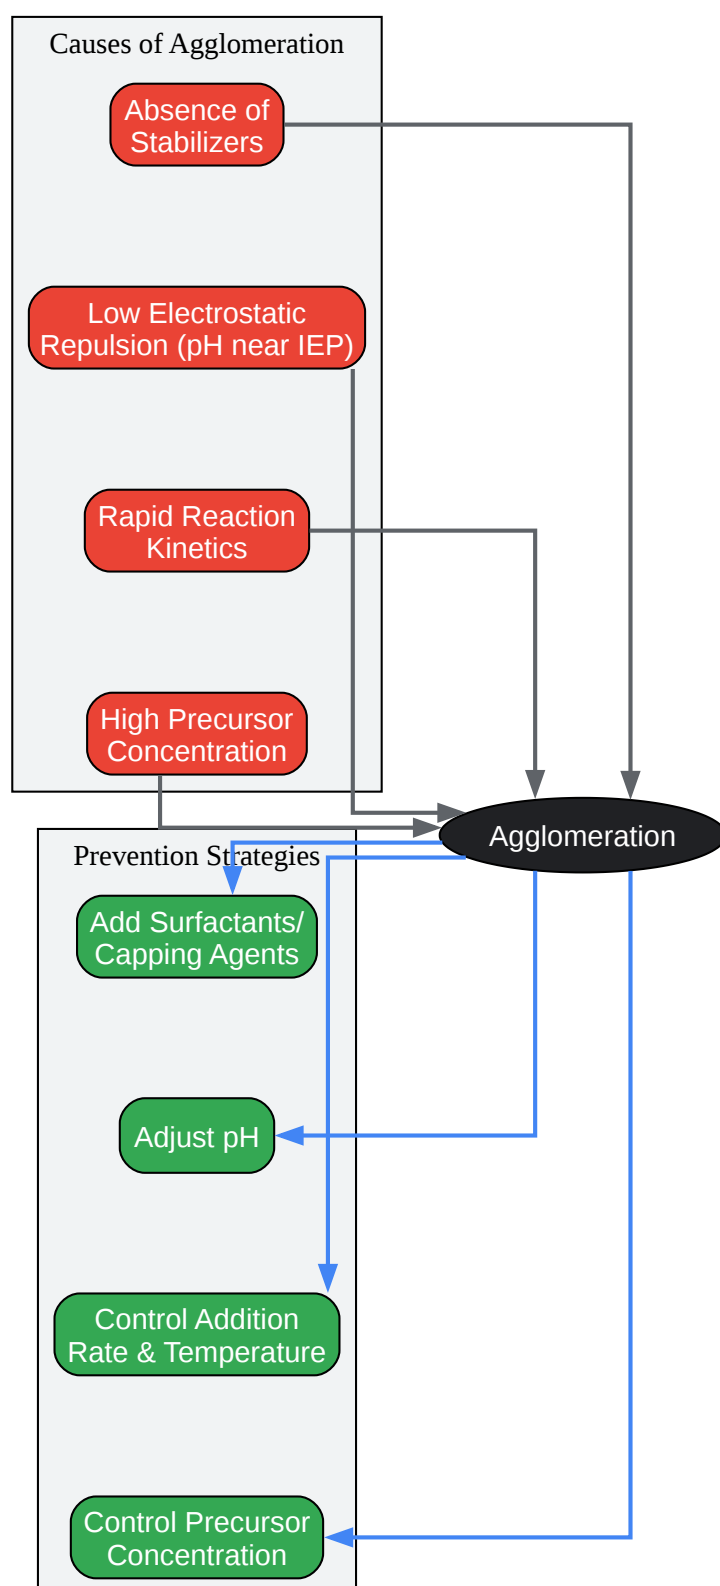 Causes of Agglomeration
Absence of
Stabilizers
Low Electrostatic
Repulsion (pH near IEP)
Rapid Reaction
Kinetics
High Precursor
Concentration
Agglomeration
Prevention Strategies
Add Surfactants/
Capping Agents
Adjust pH
Control Addition
Rate & Temperature
Control Precursor
Concentration